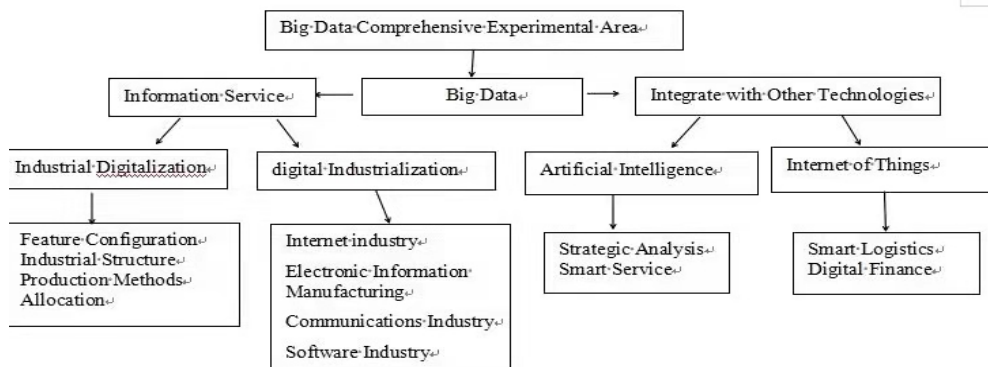 Big Data Comprehensive Experimental Area
Information Service
Big Data
Integrate with Other Technologies
Industrial Digitalization
digital Industrialization
Artificial Intelligence
Internet of Things
Feature Configuration
Industrial Structure
Production Methods
Allocation
Internet industry
Electronic Information
Manufacturing
Communications Industry
Software Industry
Strategic Analysis
Smart Service
Smart Logistics
Digital Finance